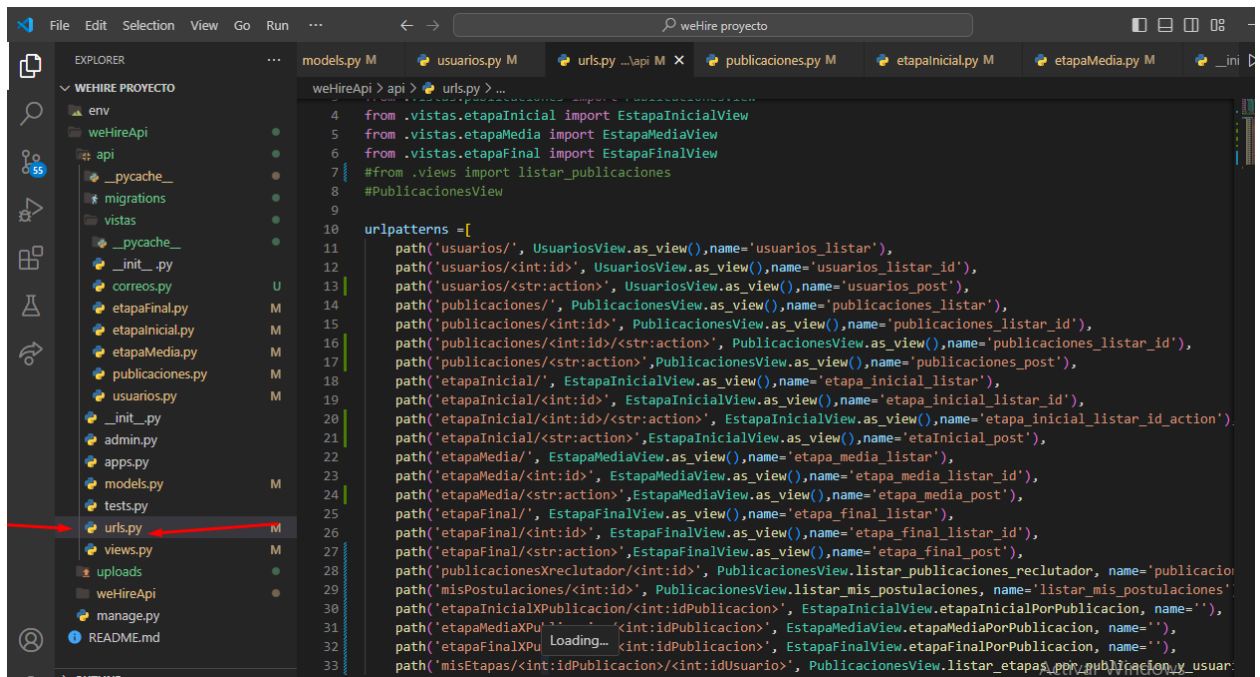 File Edit Selection View Go Run ... weHire proyecto
EXPLORER ... models.py M usuarios.py M urls.py ...\api M publicaciones.py M etapaInicial.py M etapaMedia.py M __ini
WEHIRE PROYECTO
weHireApi > api > urls.py > ...
env
weHireApi
api
__pycache__
migrations
vistas
__pycache__
__init__.py
correos.py U
etapaFinal.py M
etapaInicial.py M
etapaMedia.py M
publicaciones.py M
usuarios.py M
__init__.py
admin.py
apps.py
models.py M
tests.py
urls.py M
views.py M
uploads
weHireApi
manage.py
README.md
55
4 from .vistas.etapaInicial import EstapaInicialView
5 from .vistas.etapaMedia import EstapaMediaView
6 from .vistas.etapaFinal import EstapaFinalView
7 #from .views import listar_publicaciones
8 #PublicacionesView
9
10 urlpatterns =[
11 path('usuarios/', UsuariosView.as_view(),name='usuarios_listar'),
12 path('usuarios/<int:id>', UsuariosView.as_view(),name='usuarios_listar_id'),
13 path('usuarios/<str:action>', UsuariosView.as_view(),name='usuarios_post'),
14 path('publicaciones/', PublicacionesView.as_view(),name='publicaciones_listar'),
15 path('publicaciones/<int:id>', PublicacionesView.as_view(),name='publicaciones_listar_id'),
16 path('publicaciones/<int:id>/<str:action>', PublicacionesView.as_view(),name='publicaciones_listar_id'),
17 path('publicaciones/<str:action>',PublicacionesView.as_view(),name='publicaciones_post'),
18 path('etapaInicial/', EstapaInicialView.as_view(),name='etapa_inicial_listar'),
19 path('etapaInicial/<int:id>', EstapaInicialView.as_view(),name='etapa_inicial_listar_id'),
20 path('etapaInicial/<int:id>/<str:action>', EstapaInicialView.as_view(),name='etapa_inicial_listar_id_action')
21 path('etapaInicial/<str:action>',EstapaInicialView.as_view(),name='etaInicial_post'),
22 path('etapaMedia/', EstapaMediaView.as_view(),name='etapa_media_listar'),
23 path('etapaMedia/<int:id>', EstapaMediaView.as_view(),name='etapa_media_listar_id'),
24 path('etapaMedia/<str:action>',EstapaMediaView.as_view(),name='etapa_media_post'),
25 path('etapaFinal/', EstapaFinalView.as_view(),name='etapa_final_listar'),
26 path('etapaFinal/<int:id>', EstapaFinalView.as_view(),name='etapa_final_listar_id'),
27 path('etapaFinal/<str:action>',EstapaFinalView.as_view(),name='etapa_final_post'),
28 path('publicacionesXreclutador/<int:id>', PublicacionesView.listar_publicaciones_reclutador, name='publicacion
29 path('misPostulaciones/<int:id>', PublicacionesView.listar_mis_postulaciones, name='listar_mis_postulaciones'
30 path('etapaInicialXPublicacion/<int:idPublicacion>', EstapaInicialView.etapaInicialPorPublicacion, name=''),
31 path('etapaMediaXPu <int:idPublicacion>', EstapaMediaView.etapaMediaPorPublicacion, name=''),
Loading...
32 path('etapaFinalXPu <int:idPublicacion>', EstapaFinalView.etapaFinalPorPublicacion, name=''),
33 path('misEtapas/<int:idPublicacion>/<int:idUsuario>', PublicacionesView.listar_etapas_por_publicacion_y_usuari
Activar Windows